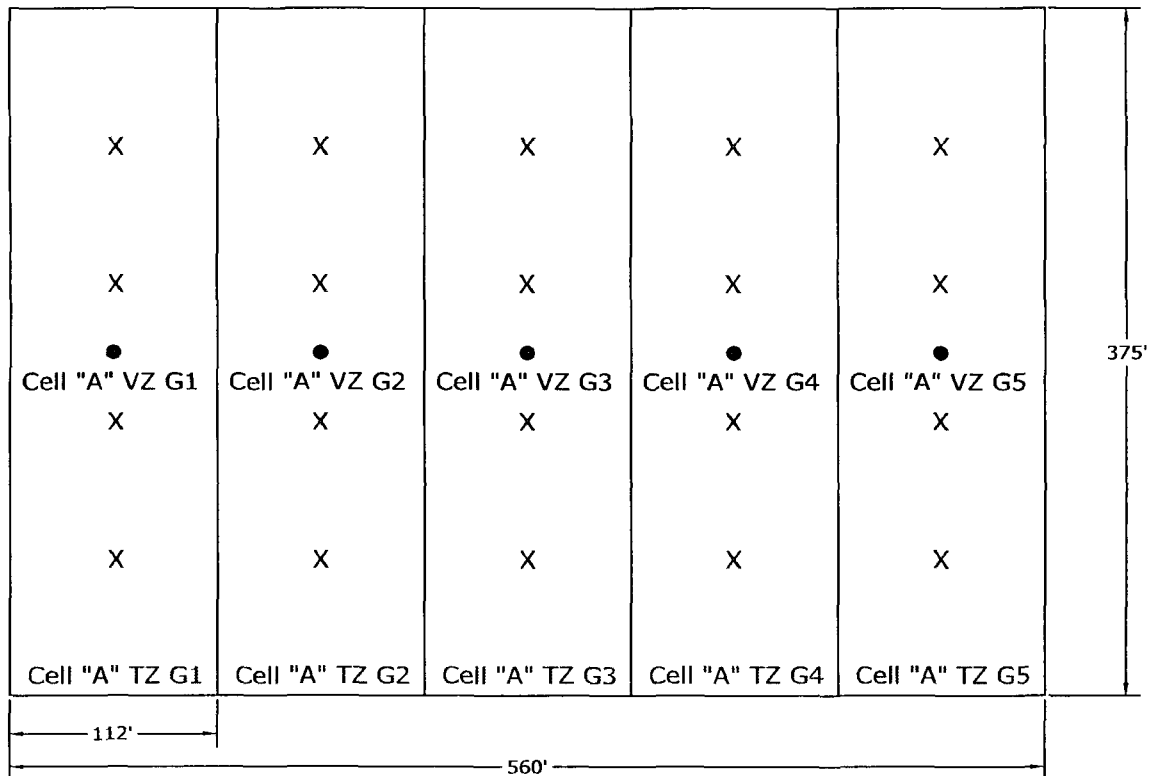 X X X X X
X X X X X
Cell "A" VZ G1 Cell "A" VZ G2 Cell "A" VZ G3 Cell "A" VZ G4 Cell "A" VZ G5
375'
X X X X X
X X X X X
Cell "A" TZ G1 Cell "A" TZ G2 Cell "A" TZ G3 Cell "A" TZ G4 Cell "A" TZ G5
112'
560'